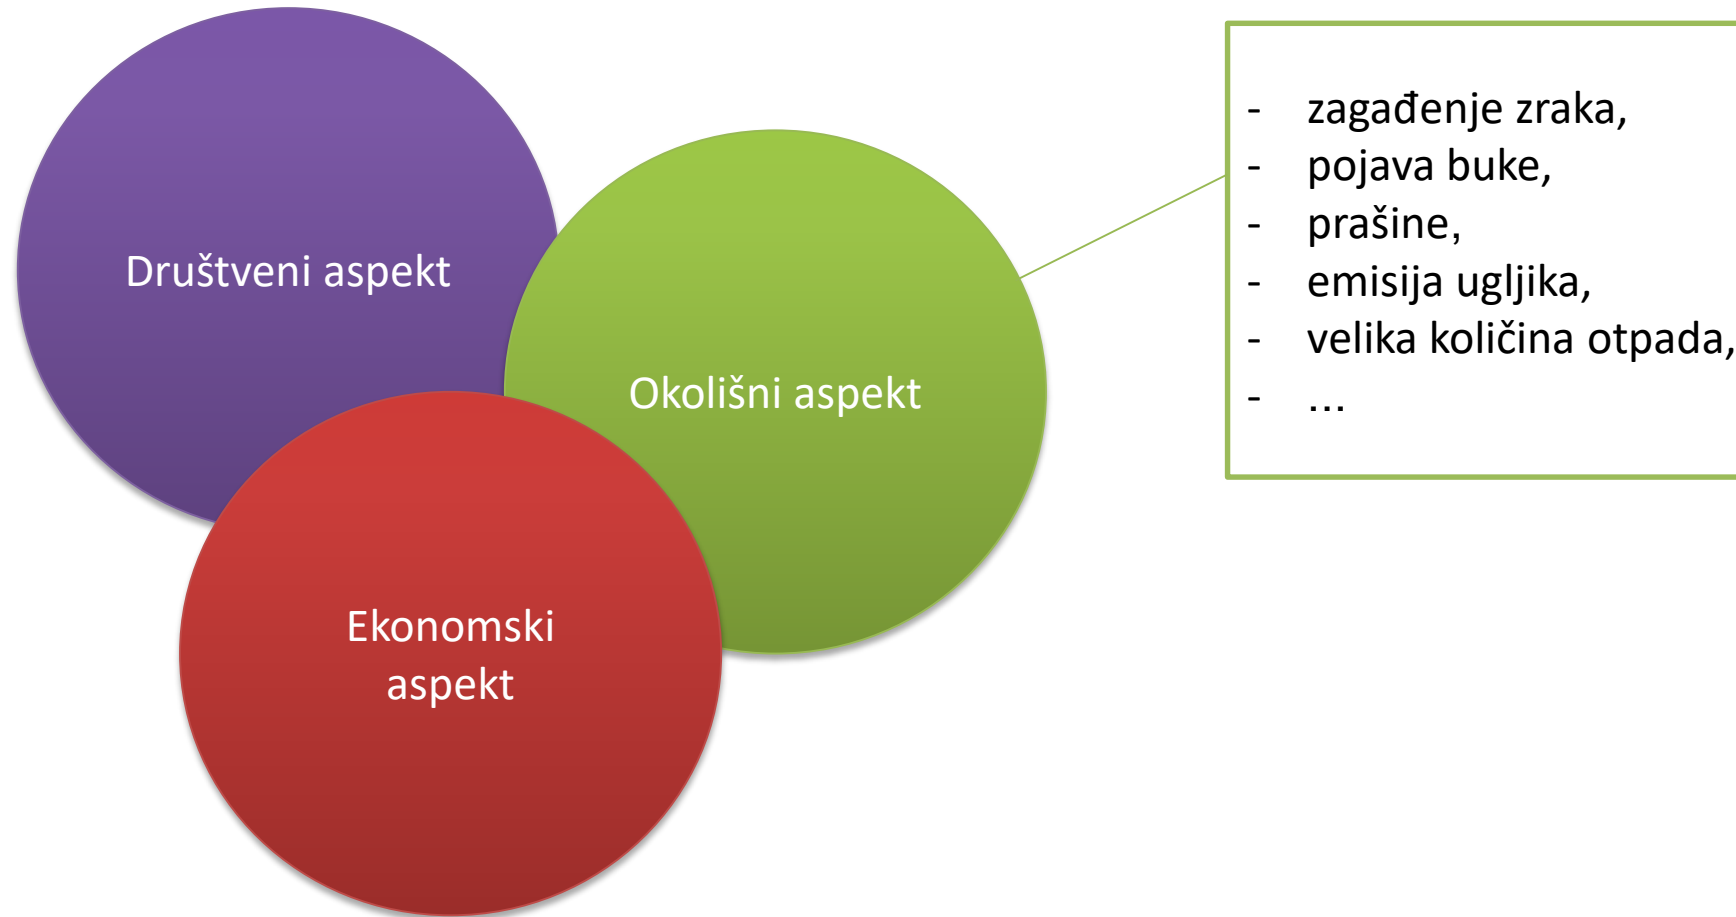 Društveni aspekt
Okolišni aspekt
Ekonomski
aspekt
- zagađenje zraka,
- pojava buke,
- prašine,
- emisija ugljika,
- velika količina otpada,
- ...